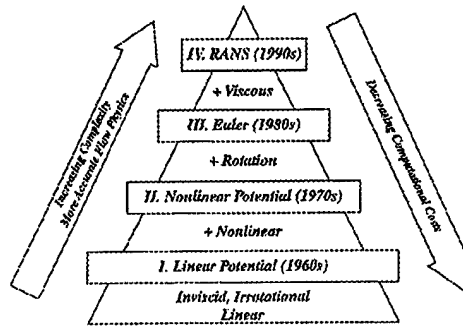 IV. RANS (1990s)
+ Viscous
III. Euler (1980s)
+ Rotation
II. Nonlinear Potential (1970s)
+ Nonlinear
I. Linear Potential (1960s)
Inviscid, Irrotational
Linear
Increasing Complexity
More Accurate Flow Physics
Decreasing Computational
Costs